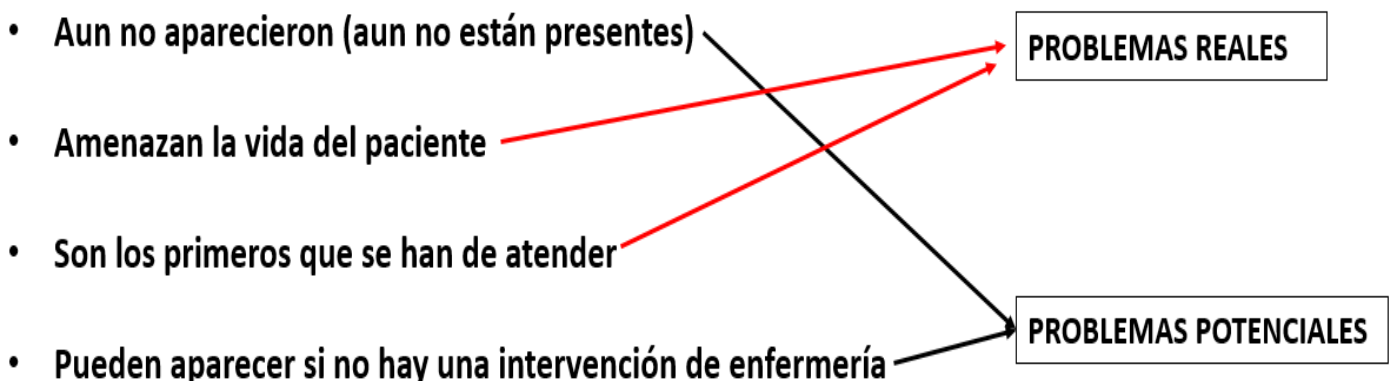 • Aun no aparecieron (aun no están presentes)
PROBLEMAS REALES
• Amenazan la vida del paciente
• Son los primeros que se han de atender
PROBLEMAS POTENCIALES
• Pueden aparecer si no hay una intervención de enfermería